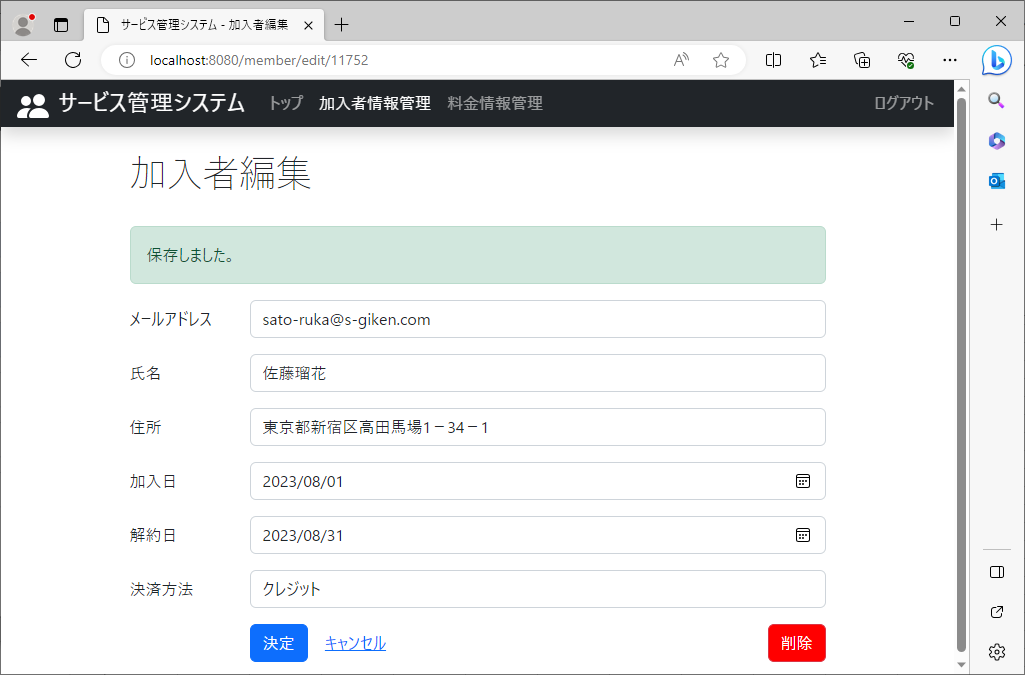 サービス管理システム - 加入者編集
localhost:8080/member/edit/11752
サービス管理システム トップ 加入者情報管理 料金情報管理 ログアウト
加入者編集
保存しました。
メールアドレス sato-ruka@s-giken.com
氏名 佐藤瑠花
住所 東京都新宿区高田馬場1－34－1
加入日 2023/08/01
解約日 2023/08/31
決済方法 クレジット
決定 キャンセル 削除